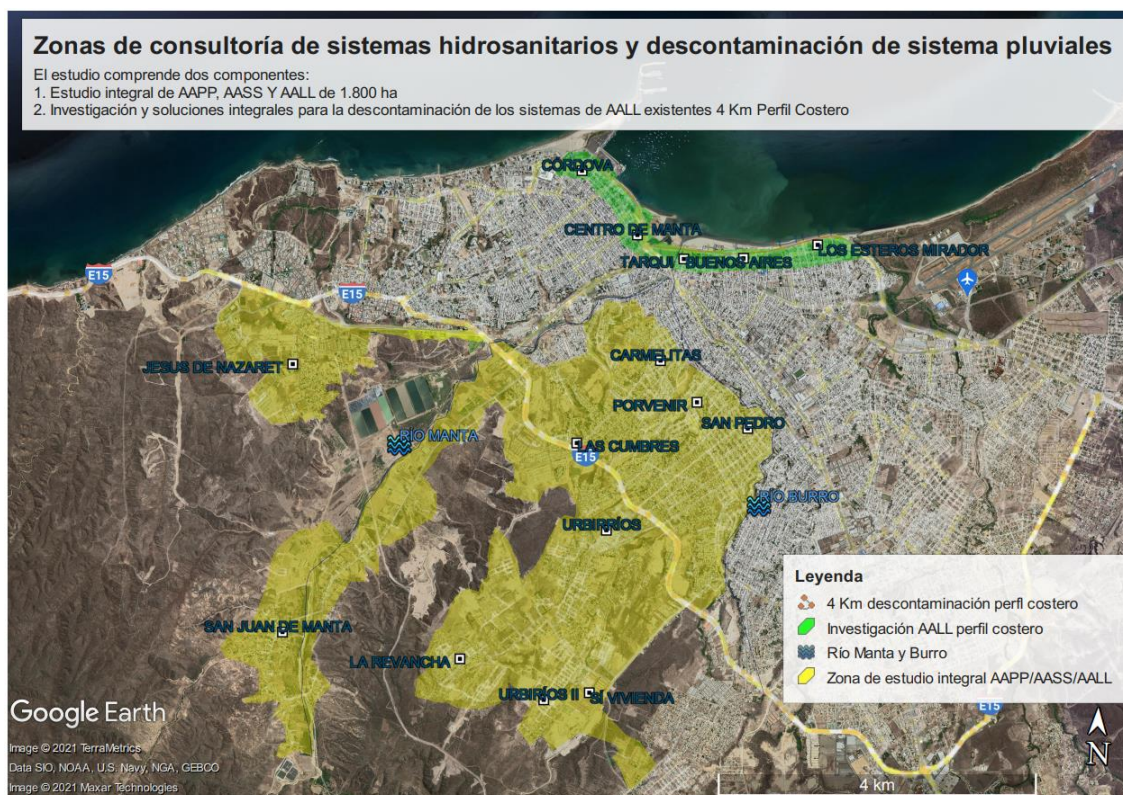 Zonas de consultoría de sistemas hidrosanitarios y descontaminación de sistema pluviales
El estudio comprende dos componentes:
1. Estudio integral de AAPP, AASS Y AALL de 1.800 ha
2. Investigación y soluciones integrales para la descontaminación de los sistemas de AALL existentes 4 Km Perfil Costero
CÓRDOVA
CENTRO DE MANTA
LOS ESTEROS MIRADOR
TARQUI
BUENOS AIRES
E15
E15
CARMELITAS
JESUS DE NAZARET
PORVENIR
SAN PEDRO
RÍO MANTA
LAS CUMBRES
E15
RÍO BURRO
URBIRRÍOS
Leyenda
4 Km descontaminación perfl costero
Investigación AALL perfil costero
Río Manta y Burro
Zona de estudio integral AAPP/AASS/AALL
SAN JUAN DE MANTA
LA REVANCHA
URBIRÍOS II
SÍ VIVIENDA
E15
Google Earth
N
Image © 2021 TerraMetrics
Data SIO, NOAA, U.S. Navy, NGA, GEBCO
Image © 2021 Maxar Technologies
4 km